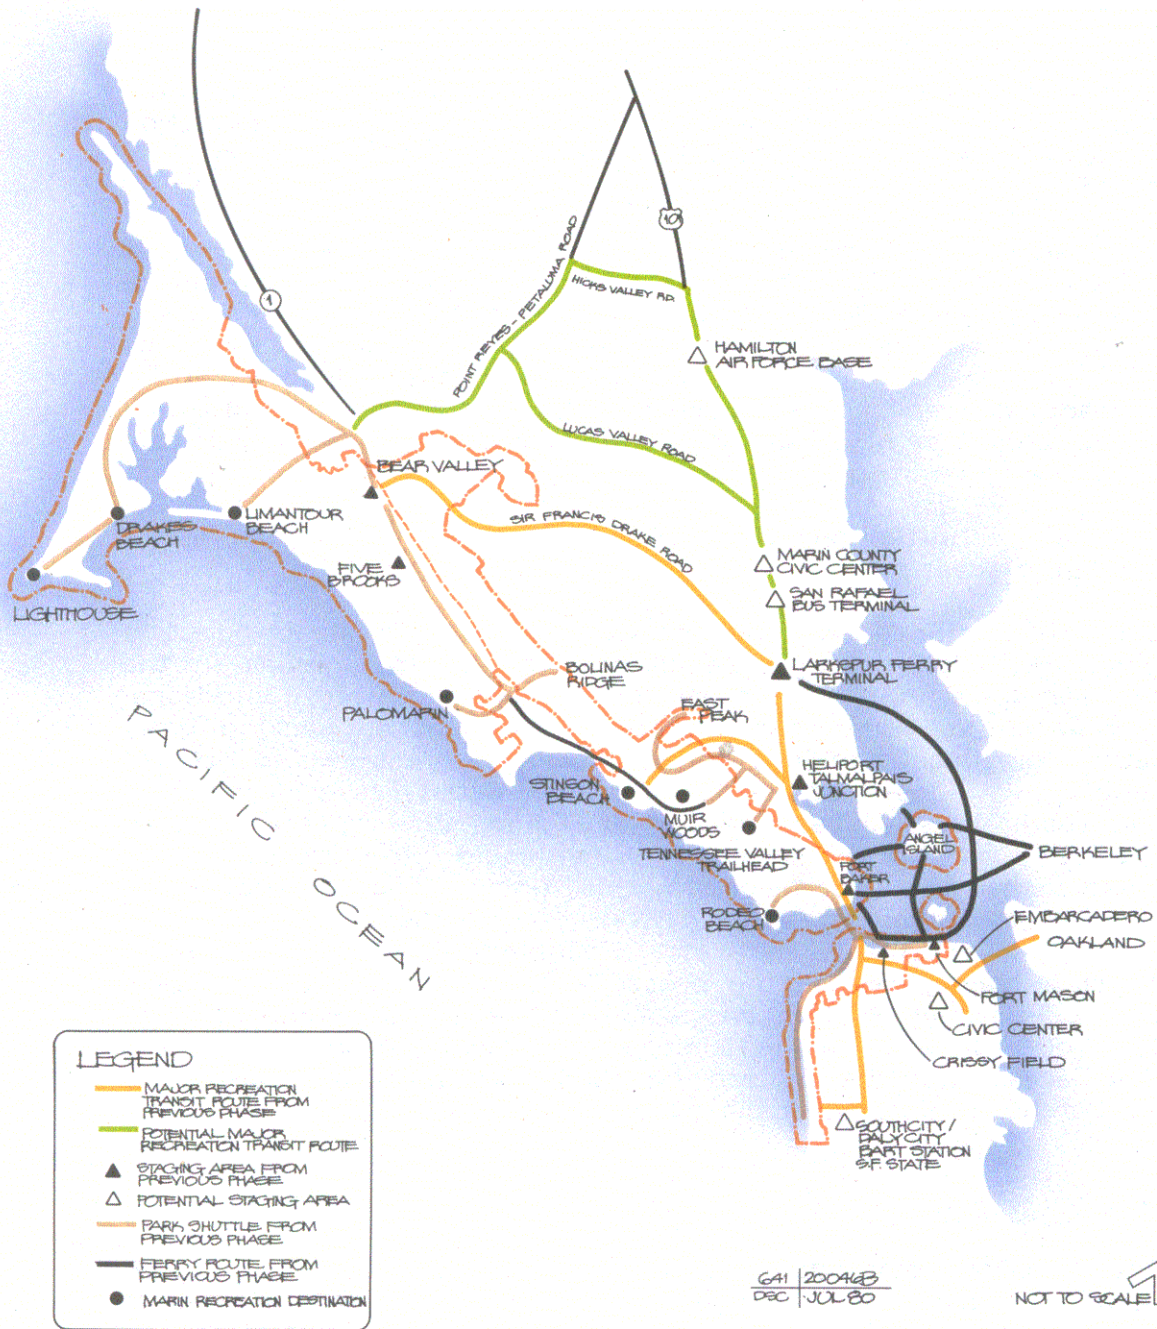 1
101
POINT REYES - PETALUMA ROAD
HICKS VALLEY RD.
HAMILTON
AIR FORCE BASE
LUCAS VALLEY ROAD
BEAR VALLEY
SIR FRANCIS DRAKE ROAD
DRAKES
BEACH
LIMANTOUR
BEACH
FIVE
BROOKS
MARIN COUNTY
CIVIC CENTER
SAN RAFAEL
BUS TERMINAL
LIGHTHOUSE
LARKSPUR FERRY
TERMINAL
BOLINAS
RIDGE
PALOMARIN
EAST
PEAK
PACIFIC OCEAN
HELIPORT
TALMALPAIS
JUNCTION
STINSON
BEACH
MUIR
WOODS
TENNESSEE VALLEY
TRAILHEAD
ANGEL
ISLAND
BERKELEY
FORT
BAKER
RODEO
BEACH
EMBARCADERO
OAKLAND
FORT MASON
CIVIC CENTER
CRISSY FIELD
SOUTH CITY /
DALY CITY
BART STATION
S.F. STATE
LEGEND
MAJOR RECREATION
TRANSIT ROUTE FROM
PREVIOUS PHASE
POTENTIAL MAJOR
RECREATION TRANSIT ROUTE
STAGING AREA FROM
PREVIOUS PHASE
POTENTIAL STAGING AREA
PARK SHUTTLE FROM
PREVIOUS PHASE
FERRY ROUTE FROM
PREVIOUS PHASE
MARIN RECREATION DESTINATION
641 20046B
DSC JUL 80
NOT TO SCALE